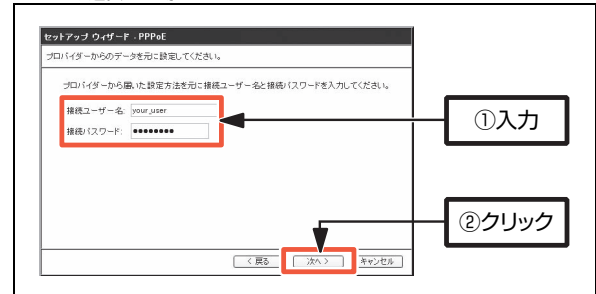 セットアップ ウィザード - PPPoE
プロバイダーからのデータを元に設定してください。
プロバイダーから届いた設定方法を元に接続ユーザー名と接続パスワードを入力してください。
接続ユーザー名: your_user
接続パスワード: ●●●●●●●●
①入力
②クリック
< 戻る 次へ > キャンセル